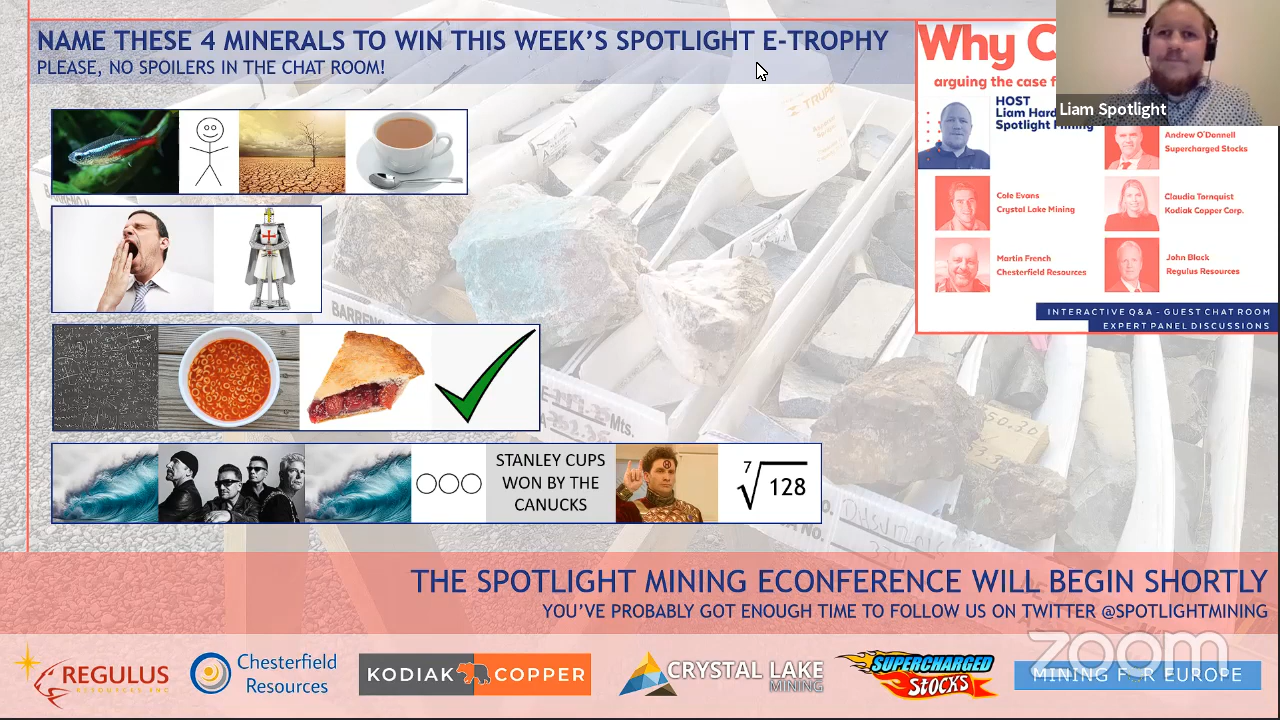 NAME THESE 4 MINERALS TO WIN THIS WEEK'S SPOTLIGHT E-TROPHY
PLEASE, NO SPOILERS IN THE CHAT ROOM!
Why C
arguing the case f
Liam Spotlight
HOST
Liam Hard
Spotlight Mining
Andrew O'Donnell
Supercharged Stocks
Cole Evans
Crystal Lake Mining
Claudia Tornquist
Kodiak Copper Corp.
Martin French
Chesterfield Resources
John Black
Regulus Resources
INTERACTIVE Q&A - GUEST CHAT ROOM
EXPERT PANEL DISCUSSIONS
STANLEY CUPS
WON BY THE
CANUCKS
7√128
Mts.
THE SPOTLIGHT MINING ECONFERENCE WILL BEGIN SHORTLY
YOU'VE PROBABLY GOT ENOUGH TIME TO FOLLOW US ON TWITTER @SPOTLIGHTMINING
REGULUS
RESOURCES INC
Chesterfield
Resources
KODIAK COPPER
CRYSTAL LAKE
MINING
SUPERCHARGED
STOCKS
MINING F R EUROPE
zoom